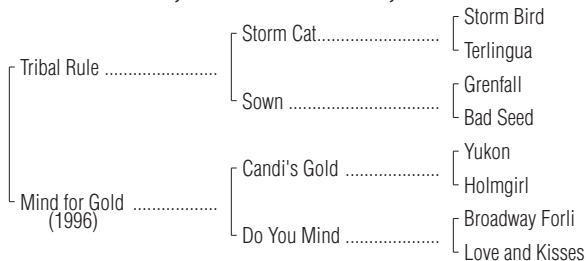 Storm Bird
Storm Cat....................................
Terlingua
Tribal Rule .................................
Grenfall
Sown .........................................
Bad Seed
Yukon
Candi's Gold .............................
Holmgirl
Mind for Gold .........................
(1996)
Broadway Forli
Do You Mind ............................
Love and Kisses